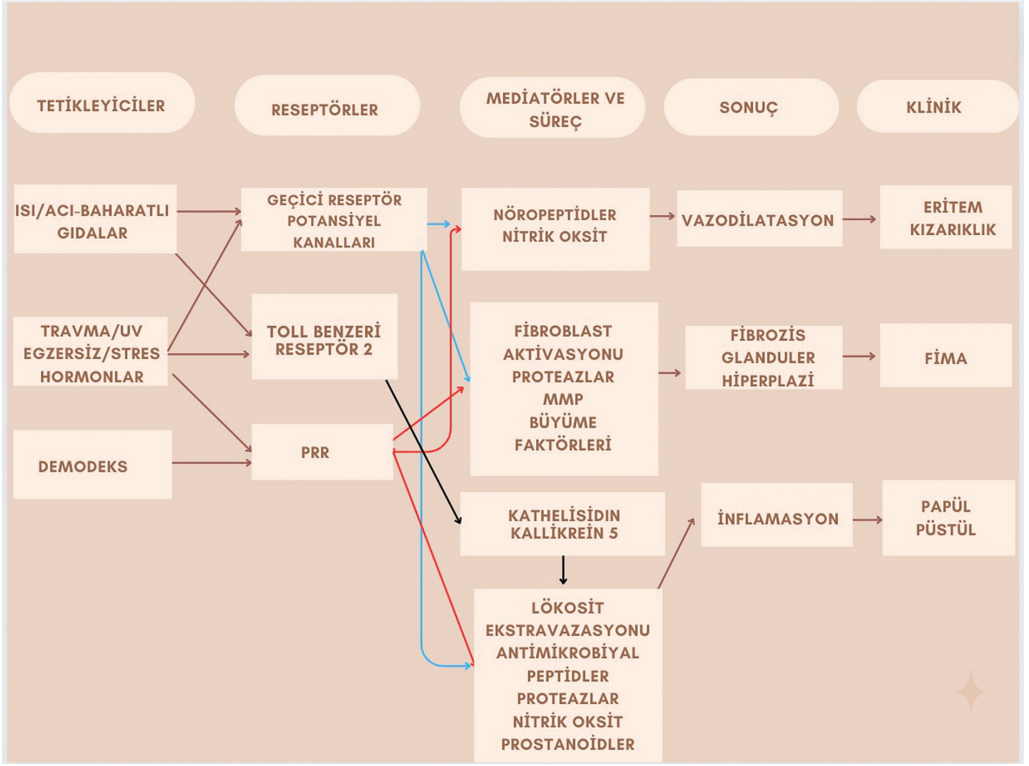 TETİKLEYİCİLER
RESEPTÖRLER
MEDİATÖRLER VE
SÜREÇ
SONUÇ
KLİNİK
ISI/ACI-BAHARATLI
GIDALAR
GEÇİCİ RESEPTÖR
POTANSİYEL
KANALLARI
NÖROPEPTİDLER
NİTRİK OKSİT
VAZODİLATASYON
ERİTEM
KIZARIKLIK
TRAVMA/UV
EGZERSİZ/STRES
HORMONLAR
TOLL BENZERİ
RESEPTÖR 2
FİBROBLAST
AKTİVASYONU
PROTEAZLAR
MMP
BÜYÜME
FAKTÖRLERİ
FİBROZİS
GLANDULER
HİPERPLAZİ
FİMA
DEMODEKS
PRR
KATHELİSİDIN
KALLİKREİN 5
İNFLAMASYON
PAPÜL
PÜSTÜL
LÖKOSİT
EKSTRAVAZASYONU
ANTİMİKROBİYAL
PEPTİDLER
PROTEAZLAR
NİTRİK OKSİT
PROSTANOİDLER